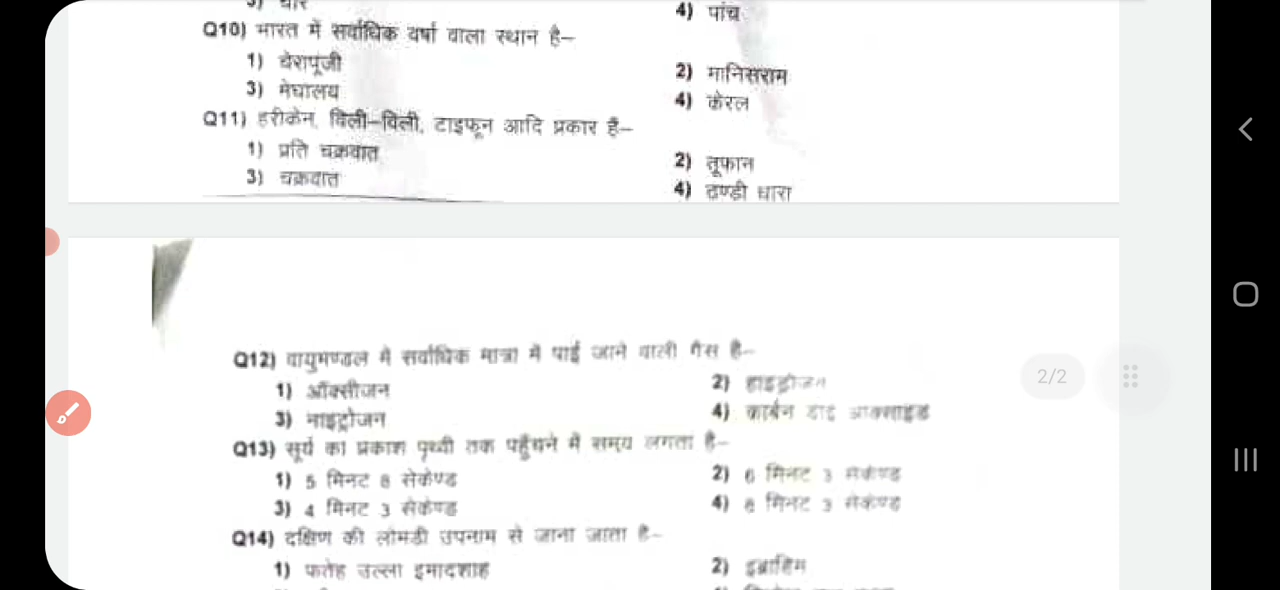 3) चार
4) पांच
Q10) भारत में सर्वाधिक वर्षा वाला स्थान है–
1) चेरापूंजी
2) मानिसराम
3) मेघालय
4) केरल
Q11) हरीकेन, विली–विली, टाइफून आदि प्रकार हैं–
1) प्रति चक्रवात
2) तूफान
3) चक्रवात
4) ठण्डी धारा
Q12) वायुमण्डल में सर्वाधिक मात्रा में पाई जाने वाली गैस है–
1) ऑक्सीजन
2) हाइड्रोजन
3) नाइट्रोजन
4) कार्बन डाई आक्साइड
2/2
Q13) सूर्य का प्रकाश पृथ्वी तक पहुँचने में समय लगता है–
1) 5 मिनट 8 सेकेण्ड
2) 6 मिनट 3 सेकेण्ड
3) 4 मिनट 3 सेकेण्ड
4) 8 मिनट 3 सेकेण्ड
Q14) दक्षिण की लोमडी उपनाम से जाना जाता है–
1) फतेह उल्ला इमादशाह
2) इब्राहिम